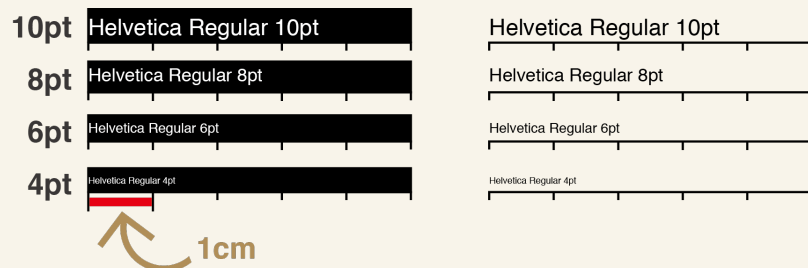 10pt Helvetica Regular 10pt Helvetica Regular 10pt
8pt Helvetica Regular 8pt Helvetica Regular 8pt
6pt Helvetica Regular 6pt Helvetica Regular 6pt
4pt Helvetica Regular 4pt Helvetica Regular 4pt
1cm